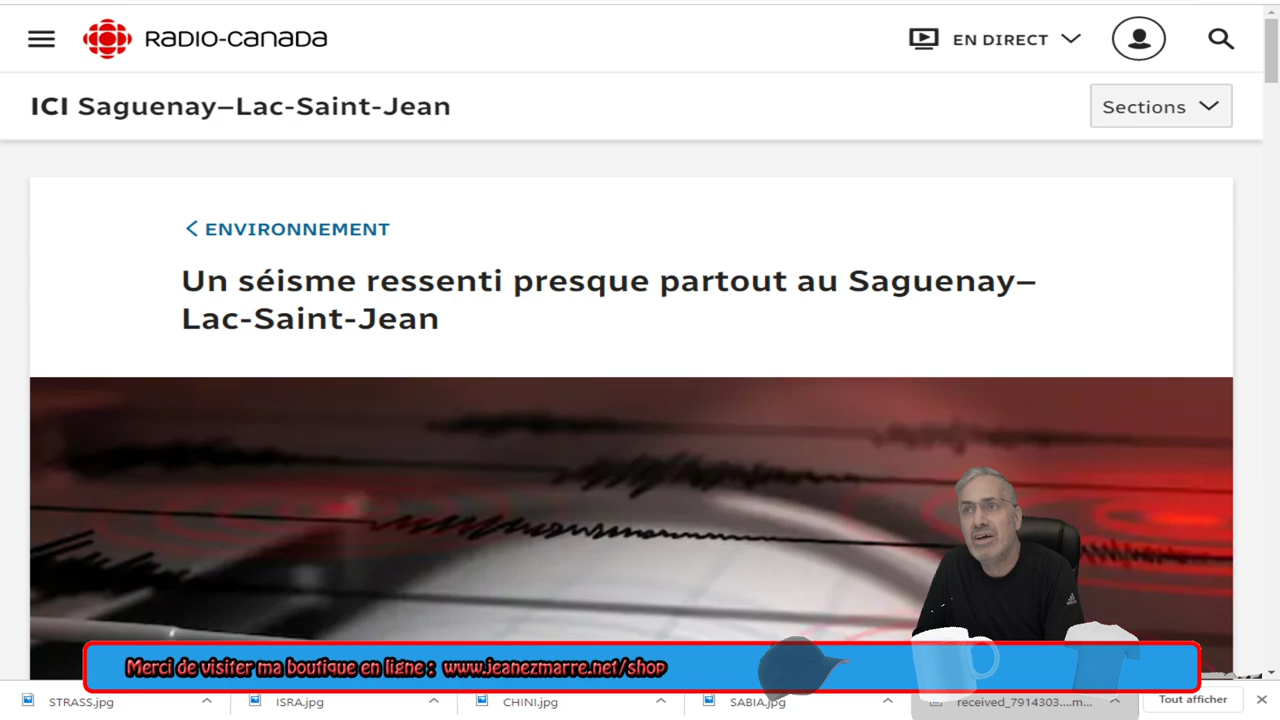 RADIO-CANADA
EN DIRECT
ICI Saguenay–Lac-Saint-Jean
Sections
ENVIRONNEMENT
Un séisme ressenti presque partout au Saguenay–
Lac-Saint-Jean
Merci de visiter ma boutique en ligne : www.jeanezmarre.net/shop
STRASS.jpg
ISRA.jpg
CHINI.jpg
SABIA.jpg
received_7914303....m...
Tout afficher